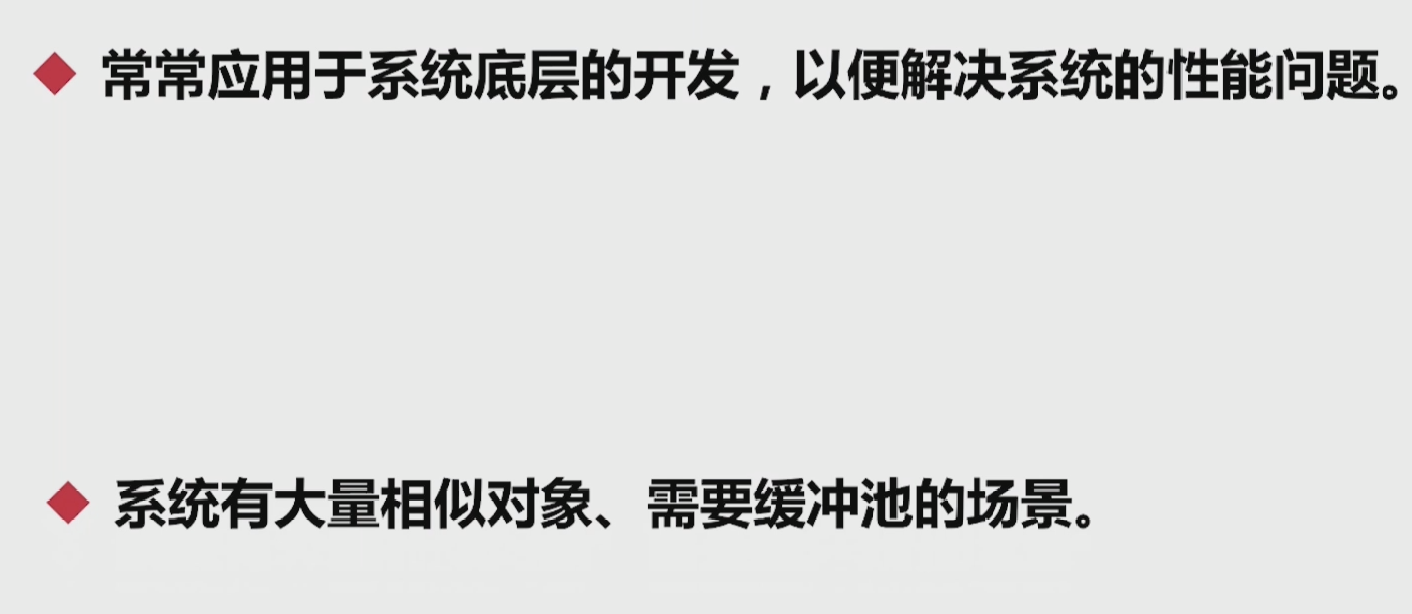 常常应用于系统底层的开发，以便解决系统的性能问题。
系统有大量相似对象、需要缓冲池的场景。